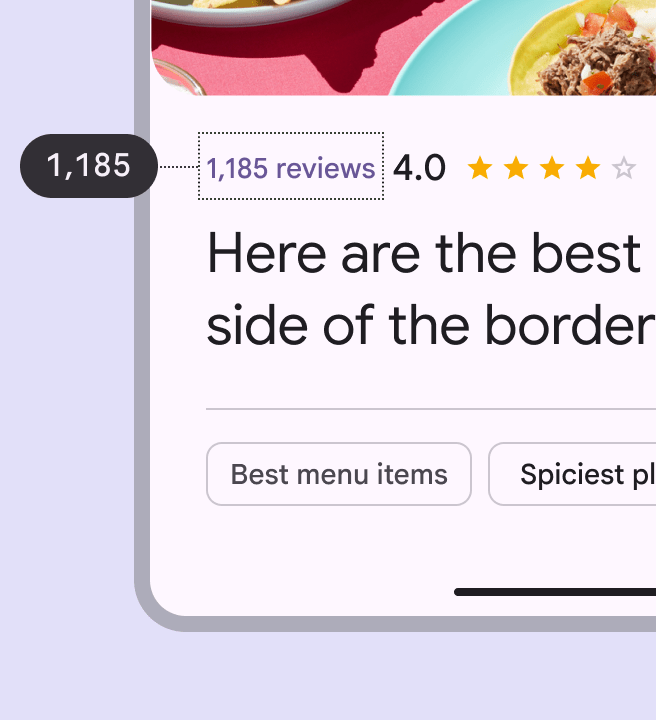 1,185
1,185 reviews 4.0
Here are the best
side of the border
Best menu items
Spiciest pl